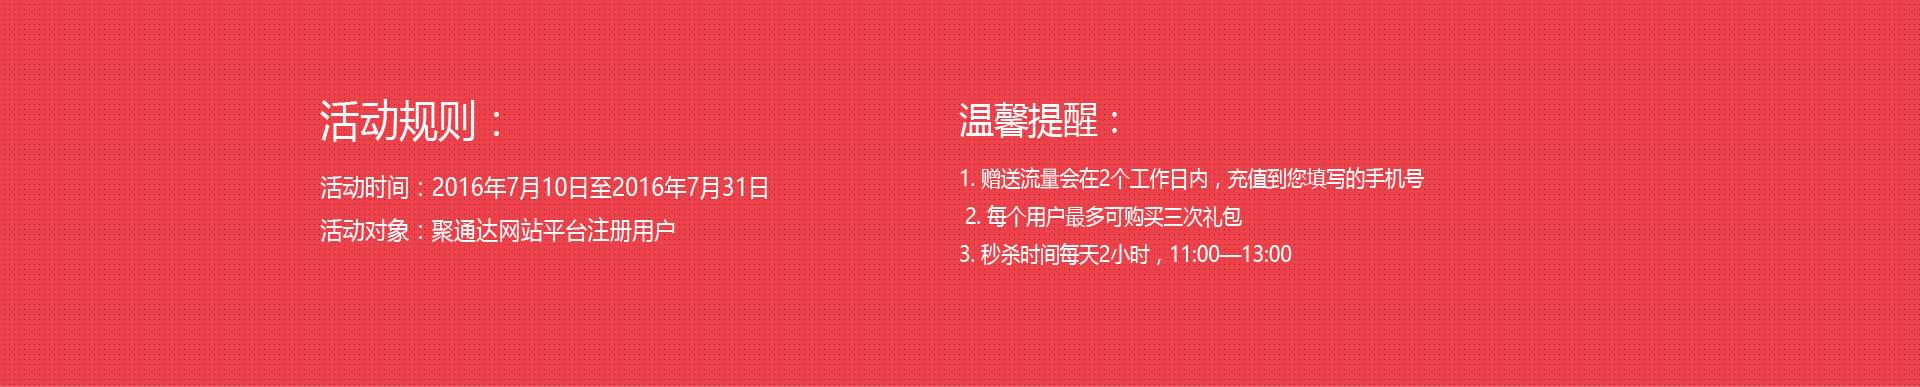 活动规则：
活动时间：2016年7月10日至2016年7月31日
活动对象：聚通达网站平台注册用户
温馨提醒：
1. 赠送流量会在2个工作日内，充值到您填写的手机号
2. 每个用户最多可购买三次礼包
3. 秒杀时间每天2小时，11:00—13:00